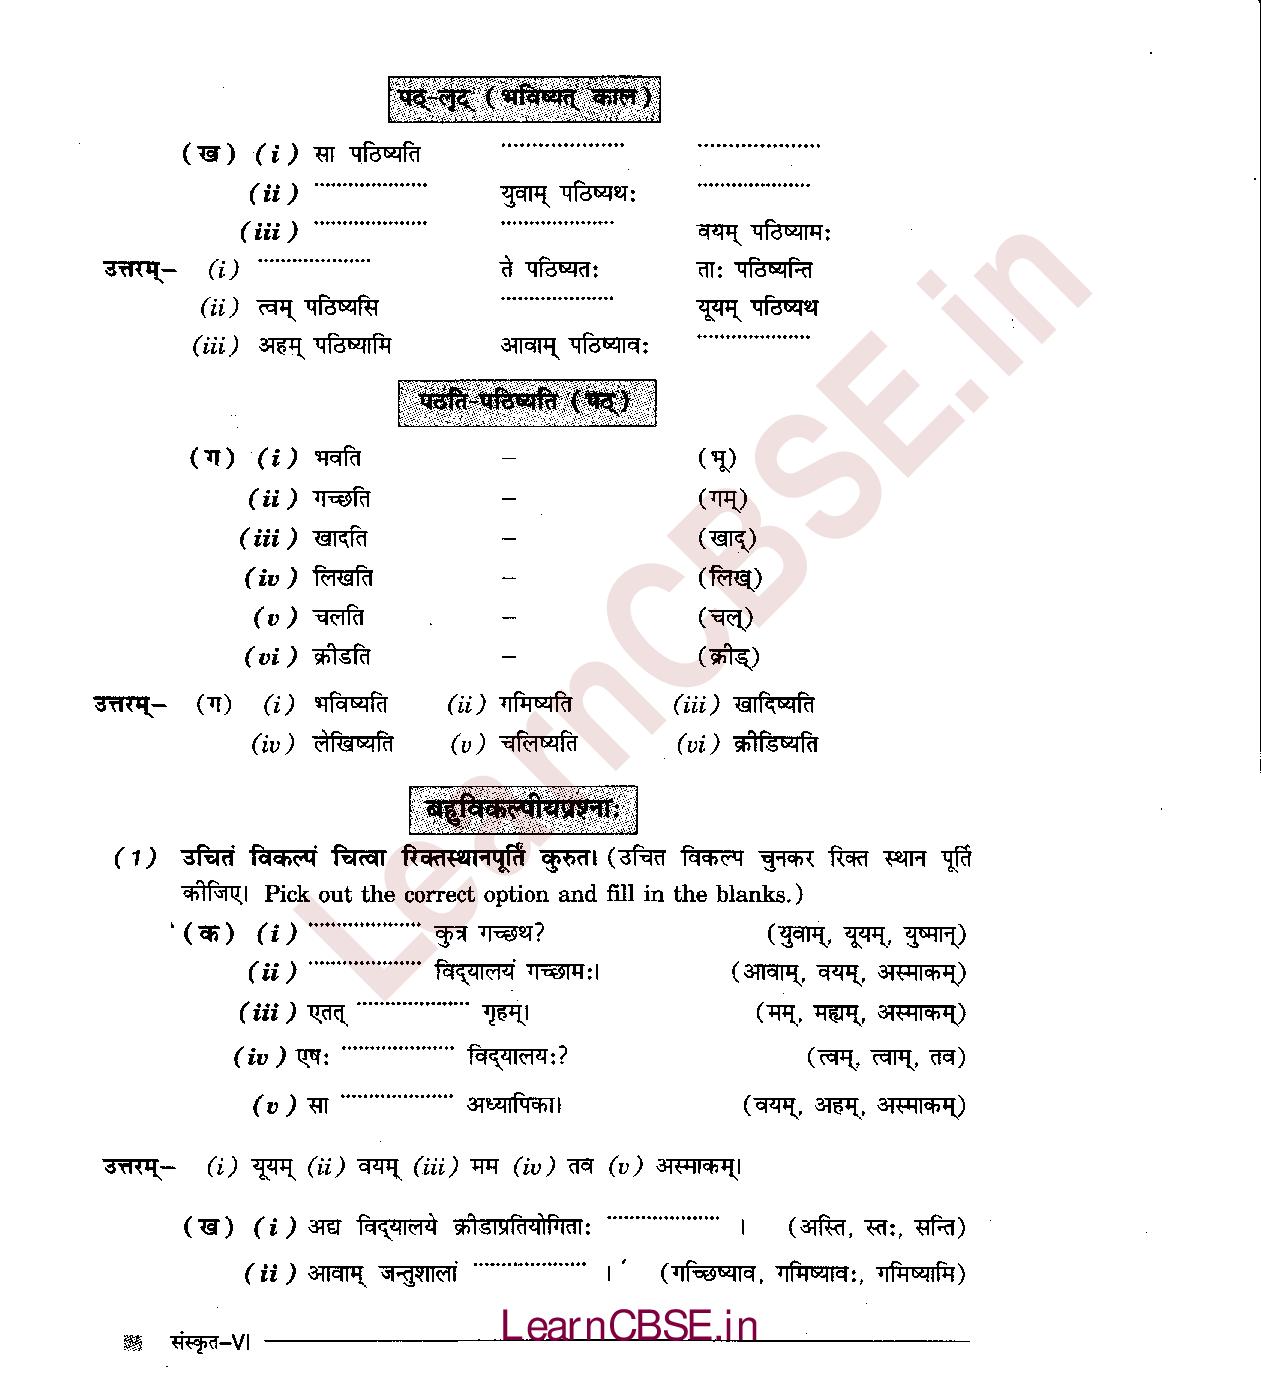 पठ्-लृट् (भविष्यत् काल)
(ख) (i) सा पठिष्यति .................... ....................
(ii) .................... युवाम् पठिष्यथः ....................
(iii) .................... .................... वयम् पठिष्यामः
उत्तरम्– (i) .................... ते पठिष्यतः ताः पठिष्यन्ति
(ii) त्वम् पठिष्यसि .................... यूयम् पठिष्यथ
(iii) अहम् पठिष्यामि आवाम् पठिष्यावः ....................
पठति-पठिष्यति (पठ्)
(ग) (i) भवति – (भू)
(ii) गच्छति – (गम्)
(iii) खादति – (खाद्)
(iv) लिखति – (लिख्)
(v) चलति – (चल्)
(vi) क्रीडति – (क्रीड्)
उत्तरम्– (ग) (i) भविष्यति (ii) गमिष्यति (iii) खादिष्यति
(iv) लेखिष्यति (v) चलिष्यति (vi) क्रीडिष्यति
बहुविकल्पीयप्रश्नाः
(1) उचितं विकल्पं चित्वा रिक्तस्थानपूर्तिं कुरुत। (उचित विकल्प चुनकर रिक्त स्थान पूर्ति
कीजिए। Pick out the correct option and fill in the blanks.)
(क) (i) .................... कुत्र गच्छथ? (युवाम्, यूयम्, युष्मान्)
(ii) .................... विद्यालयं गच्छामः। (आवाम्, वयम्, अस्माकम्)
(iii) एतत् .................... गृहम्। (मम्, मह्यम्, अस्माकम्)
(iv) एषः .................... विद्यालयः? (त्वम्, त्वाम्, तव)
(v) सा .................... अध्यापिका। (वयम्, अहम्, अस्माकम्)
उत्तरम्– (i) यूयम् (ii) वयम् (iii) मम (iv) तव (v) अस्माकम्।
(ख) (i) अद्य विद्यालये क्रीडाप्रतियोगिताः .................... । (अस्ति, स्तः, सन्ति)
(ii) आवाम् जन्तुशालां .................... । (गच्छिष्याव, गमिष्यावः, गमिष्यामि)
LearnCBSE.in
संस्कृत–VI
LearnCBSE.in